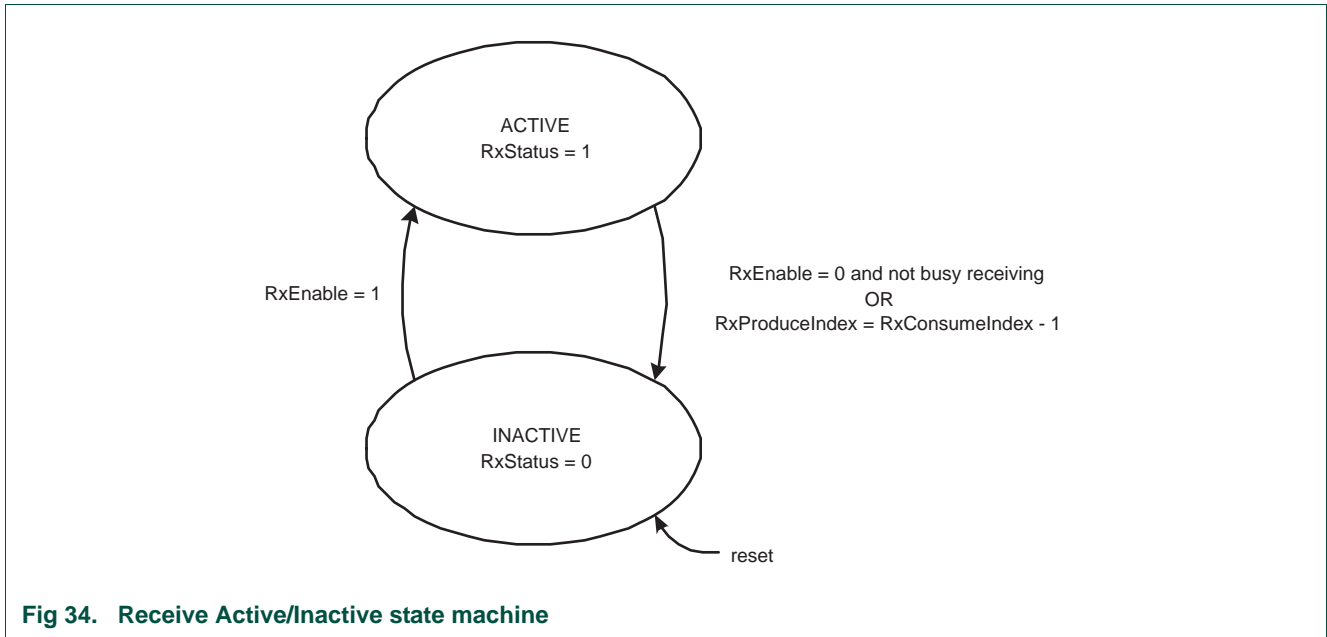 ACTIVE
RxStatus = 1
RxEnable = 1
RxEnable = 0 and not busy receiving
OR
RxProduceIndex = RxConsumeIndex - 1
INACTIVE
RxStatus = 0
reset
Fig 34. Receive Active/Inactive state machine